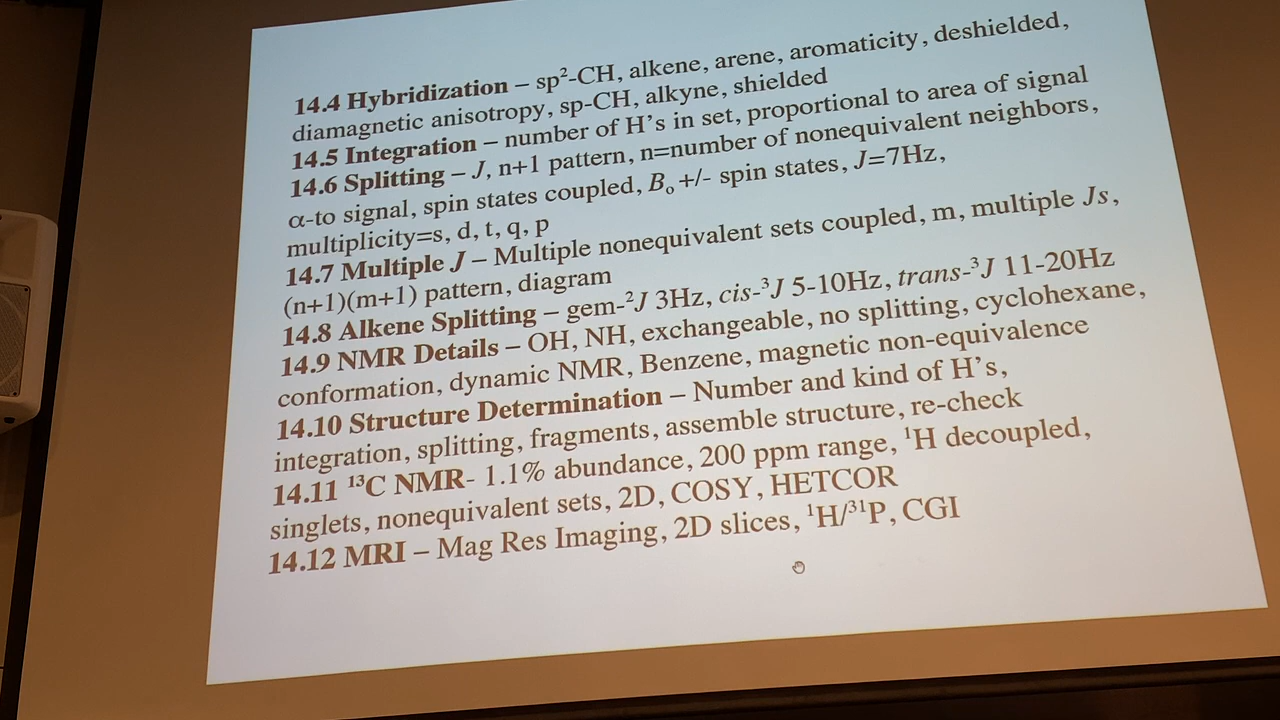 14.4 Hybridization – sp²-CH, alkene, arene, aromaticity, deshielded,
diamagnetic anisotropy, sp-CH, alkyne, shielded
14.5 Integration – number of H's in set, proportional to area of signal
14.6 Splitting – J, n+1 pattern, n=number of nonequivalent neighbors,
α-to signal, spin states coupled, Bₒ +/- spin states, J=7Hz,
multiplicity=s, d, t, q, p
14.7 Multiple J – Multiple nonequivalent sets coupled, m, multiple Js,
(n+1)(m+1) pattern, diagram
14.8 Alkene Splitting – gem-²J 3Hz, cis-³J 5-10Hz, trans-³J 11-20Hz
14.9 NMR Details – OH, NH, exchangeable, no splitting, cyclohexane,
conformation, dynamic NMR, Benzene, magnetic non-equivalence
14.10 Structure Determination – Number and kind of H's,
integration, splitting, fragments, assemble structure, re-check
14.11 ¹³C NMR- 1.1% abundance, 200 ppm range, ¹H decoupled,
singlets, nonequivalent sets, 2D, COSY, HETCOR
14.12 MRI – Mag Res Imaging, 2D slices, ¹H/³¹P, CGI